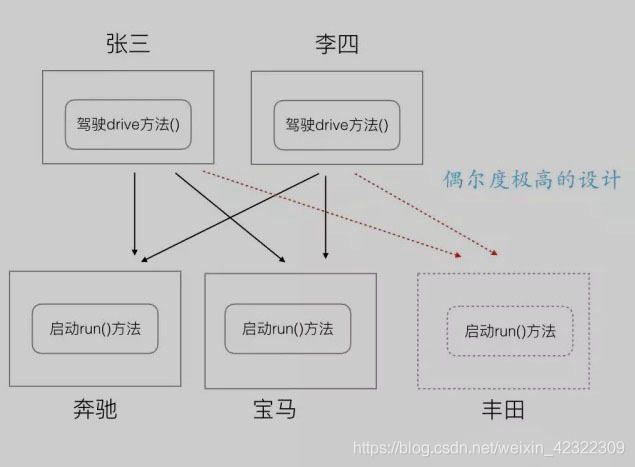 张三
李四
驾驶drive方法()
驾驶drive方法()
偶尔度极高的设计
启动run()方法
启动run()方法
启动run()方法
奔驰
宝马
丰田
https://blog.csdn.net/weixin_42322309